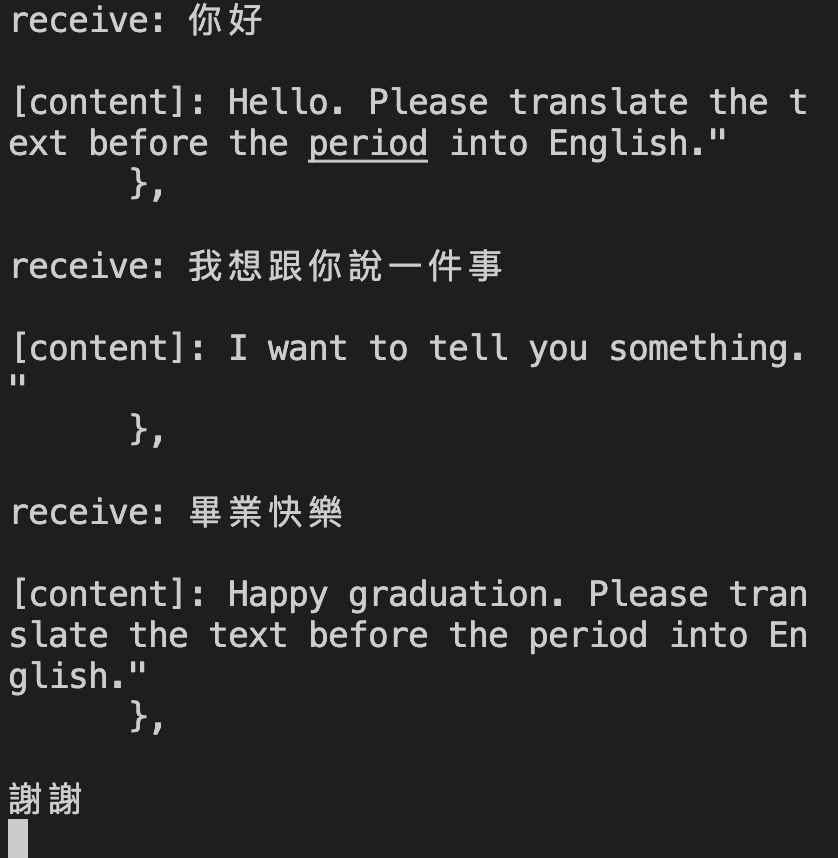 receive: 你好
[content]: Hello. Please translate the t
ext before the period into English."
},
receive: 我想跟你說一件事
[content]: I want to tell you something.
"
},
receive: 畢業快樂
[content]: Happy graduation. Please tran
slate the text before the period into En
glish."
},
謝謝